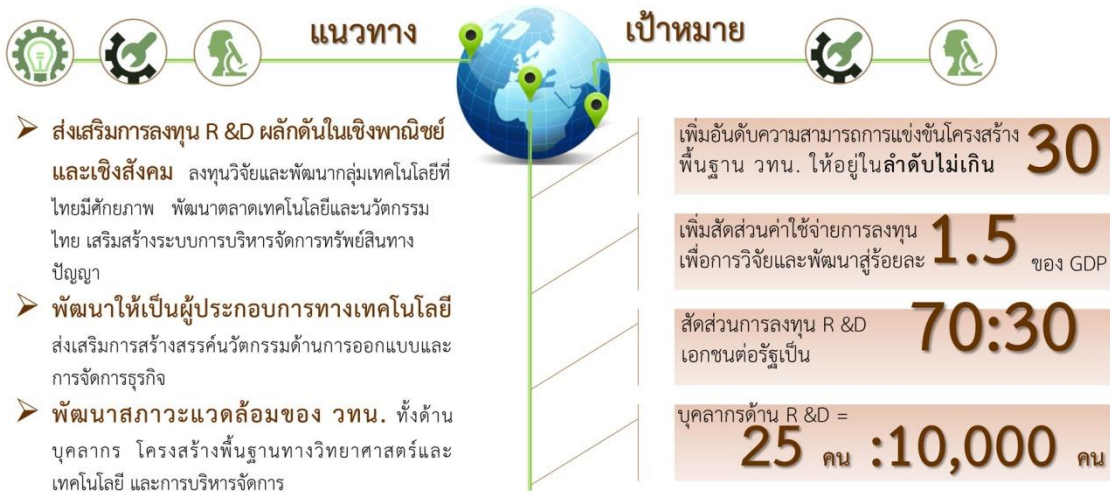 แนวทาง
➢ ส่งเสริมการลงทุน R &D ผลักดันในเชิงพาณิชย์
และเชิงสังคม ลงทุนวิจัยและพัฒนากลุ่มเทคโนโลยีที่
ไทยมีศักยภาพ พัฒนาตลาดเทคโนโลยีและนวัตกรรม
ไทย เสริมสร้างระบบการบริหารจัดการทรัพย์สินทาง
ปัญญา
➢ พัฒนาให้เป็นผู้ประกอบการทางเทคโนโลยี
ส่งเสริมการสร้างสรรค์นวัตกรรมด้านการออกแบบและ
การจัดการธุรกิจ
➢ พัฒนาสภาวะแวดล้อมของ วทน. ทั้งด้าน
บุคลากร โครงสร้างพื้นฐานทางวิทยาศาสตร์และ
เทคโนโลยี และการบริหารจัดการ
เป้าหมาย
เพิ่มอันดับความสามารถการแข่งขันโครงสร้าง
พื้นฐาน วทน. ให้อยู่ในลำดับไม่เกิน 30
เพิ่มสัดส่วนค่าใช้จ่ายการลงทุน
เพื่อการวิจัยและพัฒนาสู่ร้อยละ 1.5 ของ GDP
สัดส่วนการลงทุน R &D
เอกชนต่อรัฐเป็น 70:30
บุคลากรด้าน R &D =
25 คน :10,000 คน